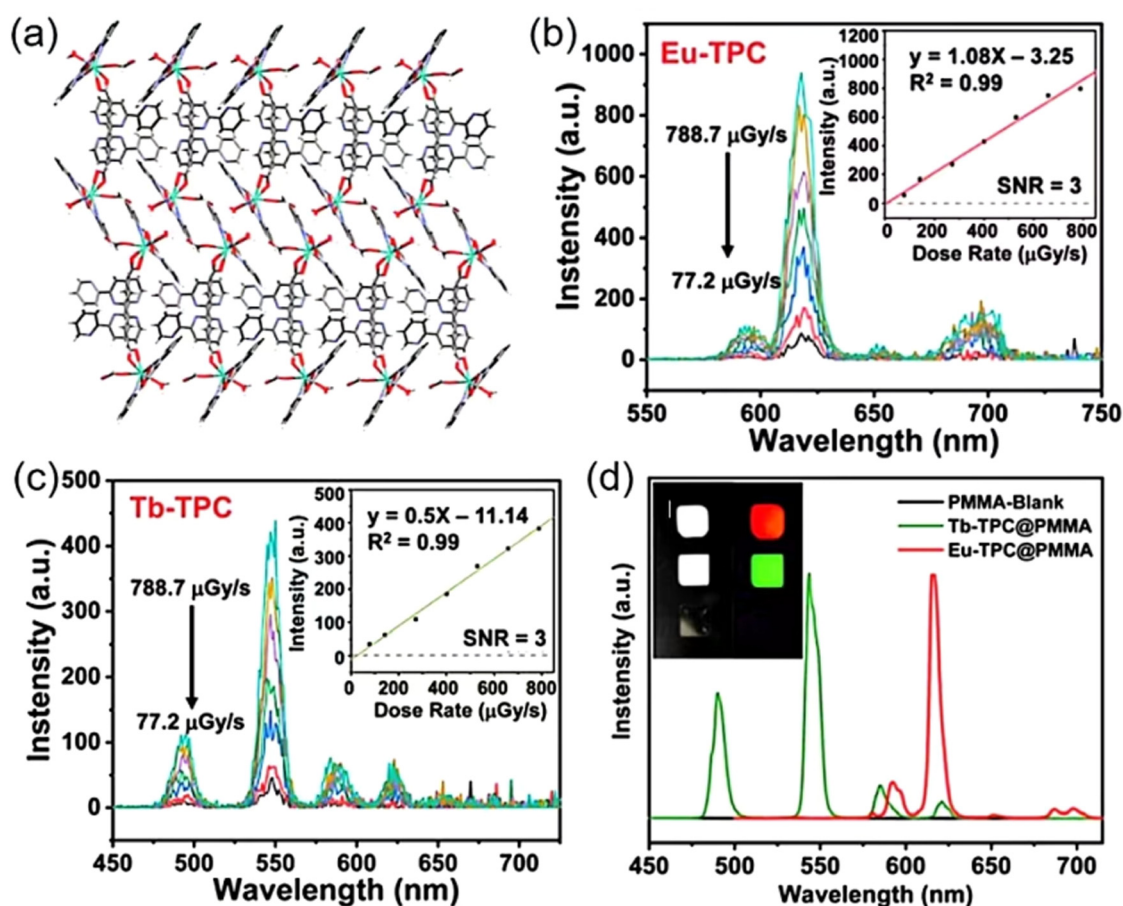 (a)
(b)
Eu-TPC
Instensity (a.u.)
1000
800
600
400
200
0
550
600
650
700
750
Wavelength (nm)
788.7 μGy/s
77.2 μGy/s
Intensity (a.u.)
1200
1000
800
600
400
200
0
y = 1.08X − 3.25
R² = 0.99
SNR = 3
0 200 400 600 800
Dose Rate (μGy/s)
(c)
Tb-TPC
Instensity (a.u.)
500
400
300
200
100
0
450 500 550 600 650 700
Wavelength (nm)
788.7 μGy/s
77.2 μGy/s
Intensity (a.u.)
500
400
300
200
100
0
y = 0.5X − 11.14
R² = 0.99
SNR = 3
0 200 400 600 800
Dose Rate (μGy/s)
(d)
PMMA-Blank
Tb-TPC@PMMA
Eu-TPC@PMMA
Instensity (a.u.)
450 500 550 600 650 700
Wavelength (nm)